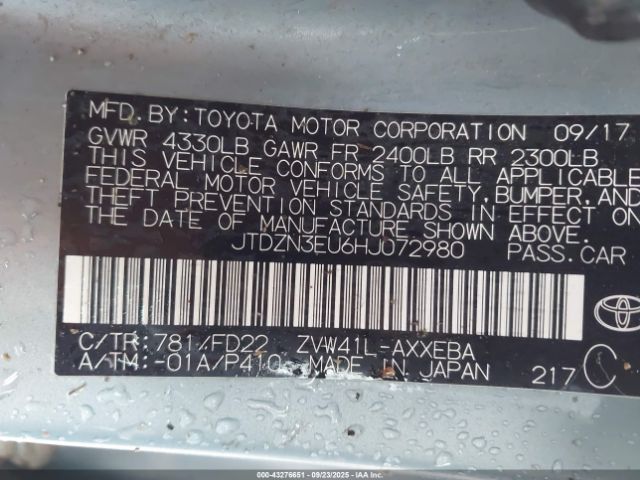 MFD. BY: TOYOTA MOTOR CORPORATION 09/17
GVWR 4330LB GAWR FR 2400LB RR 2300LB
THIS VEHICLE CONFORMS TO ALL APPLICABLE
FEDERAL MOTOR VEHICLE SAFETY, BUMPER, AND
THEFT PREVENTION STANDARDS IN EFFECT
THE DATE OF MANUFACTURE SHOWN ABOVE.
JTDZN3EU6HJ072980 PASS. CAR
C/TR: 781/FD22 ZVW41L-AXXEBA
A/TM: -01A/P410 MADE IN JAPAN 217 C
000-43276651 - 09/23/2025 - IAA, Inc.